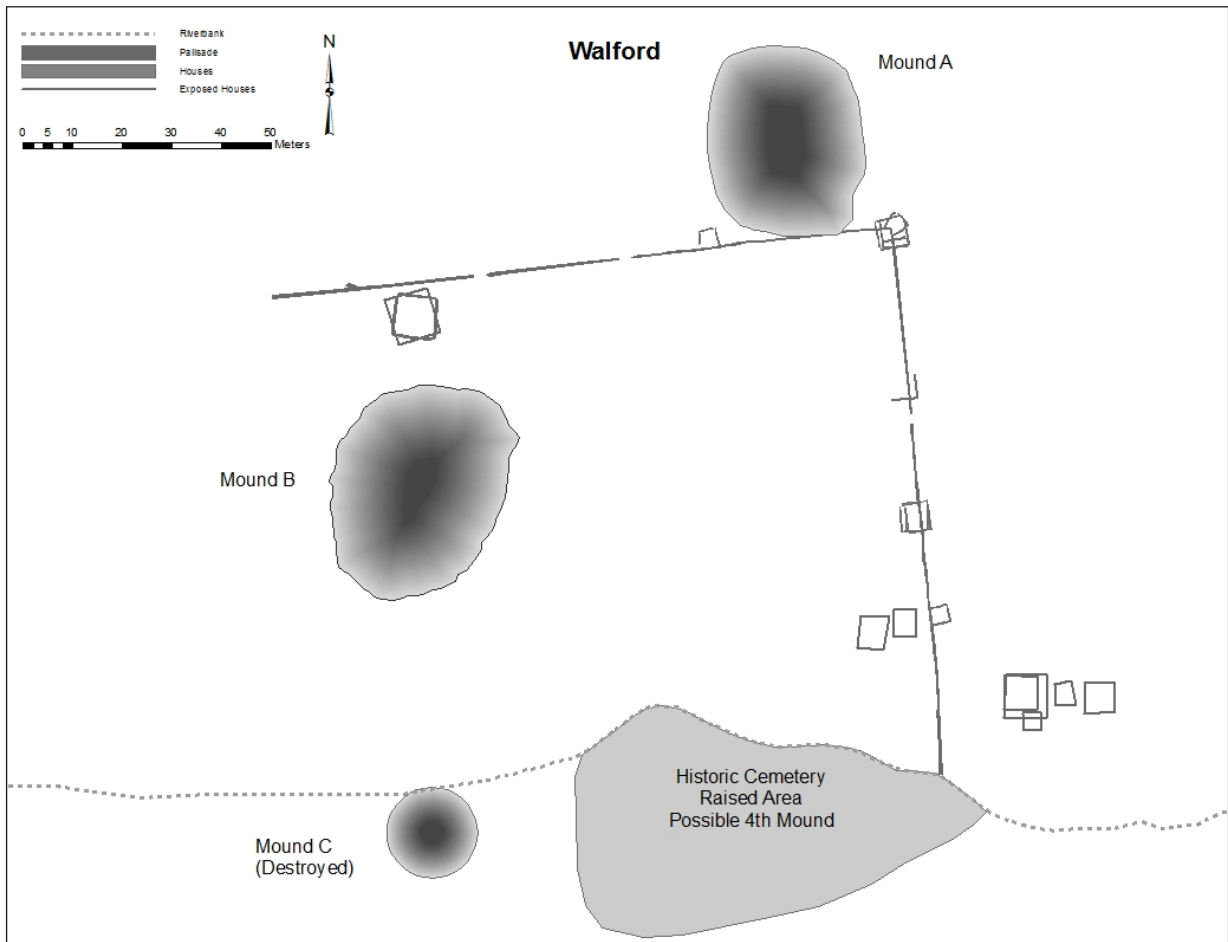 Riverbank
Palisade
Houses
Exposed Houses
0 5 10 20 30 40 50
Meters
N
Walford
Mound A
Mound B
Historic Cemetery
Raised Area
Possible 4th Mound
Mound C
(Destroyed)